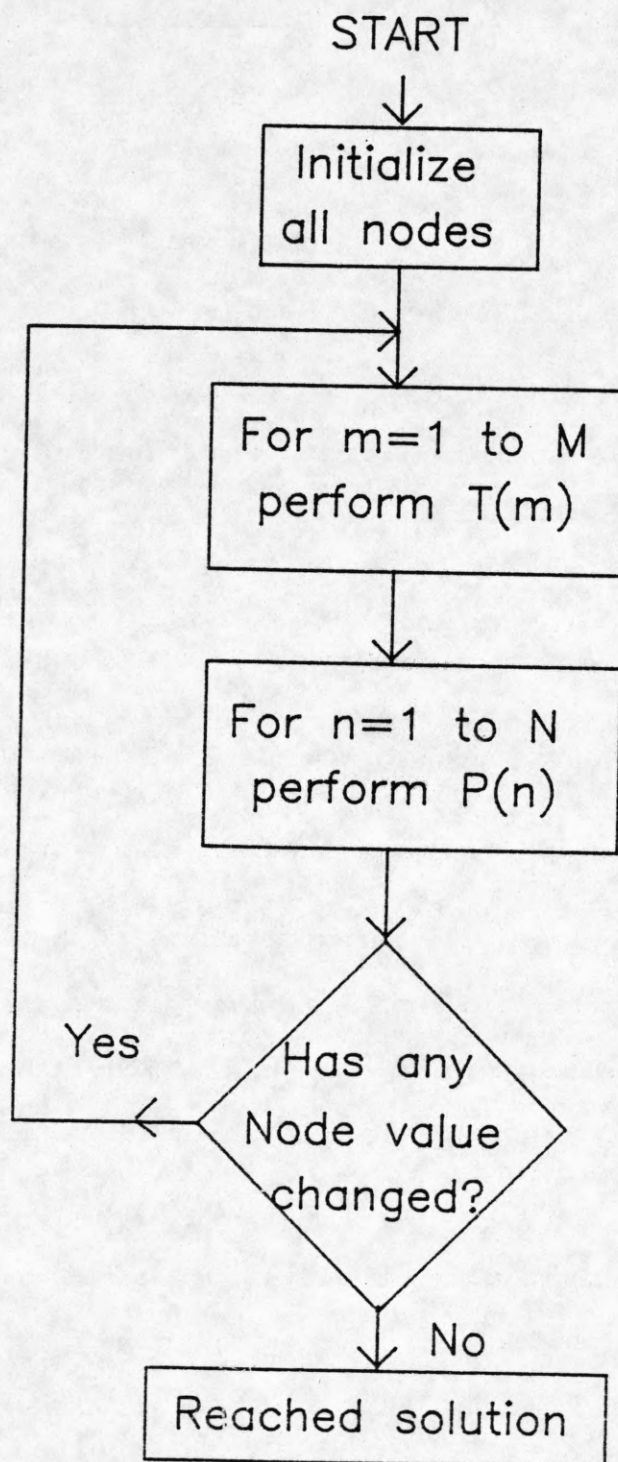 START
Initialize
all nodes
For m=1 to M
perform T(m)
For n=1 to N
perform P(n)
Yes
Has any
Node value
changed?
No
Reached solution